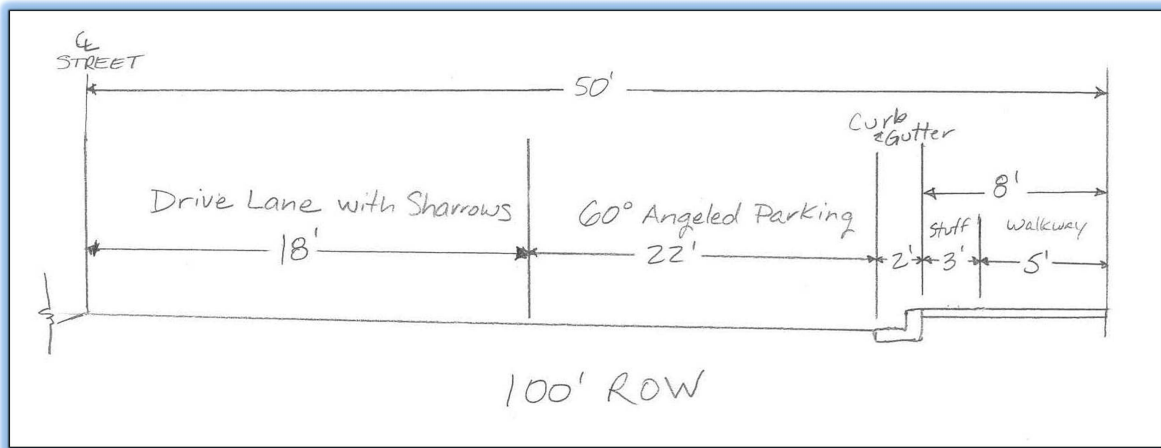 ℄
STREET
50'
Curb
&Gutter
8'
Drive Lane with Sharrows
60° Angeled Parking
Stuff
Walkway
18'
22'
2'
3'
5'
100' ROW